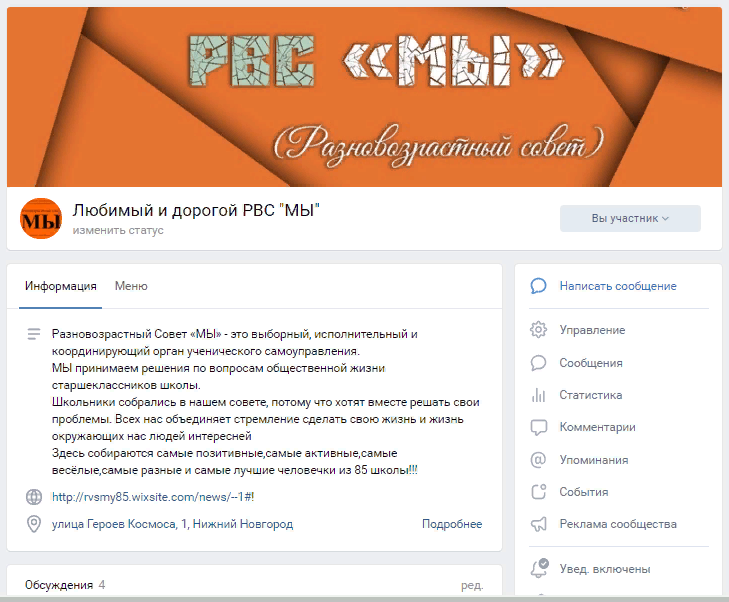 РВС «МЫ»
(Разновозрастный совет)
МЫ
Любимый и дорогой РВС "МЫ"
изменить статус
Вы участник
Информация Меню
Разновозрастный Совет «МЫ» - это выборный, исполнительный и
координирующий орган ученического самоуправления.
МЫ принимаем решения по вопросам общественной жизни
старшеклассников школы.
Школьники собрались в нашем совете, потому что хотят вместе решать свои
проблемы. Всех нас объединяет стремление сделать свою жизнь и жизнь
окружающих нас людей интересней
Здесь собираются самые позитивные,самые активные,самые
весёлые,самые разные и самые лучшие человечки из 85 школы!!!
http://rvsmy85.wixsite.com/news/--1#!
улица Героев Космоса, 1, Нижний Новгород Подробнее
Обсуждения 4 ред.
Написать сообщение
Управление
Сообщения
Статистика
Комментарии
Упоминания
События
Реклама сообщества
Увед. включены